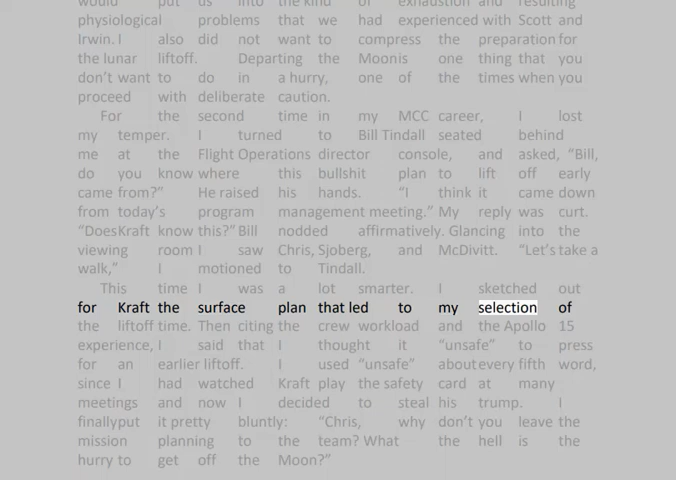 would put us into the kind of exhaustion and resulting
physiological problems that we had experienced with Scott and
Irwin. I also did not want to compress the preparation for
the lunar liftoff. Departing the Moonis one thing that you
don’t want to do in a hurry, one of the times when you
proceed with deliberate caution.
For the second time in my MCC career, I lost
my temper. I turned to Bill Tindall seated behind
me at the Flight Operations director console, and asked, “Bill,
do you know where this bullshit plan to lift off early
came from?” He raised his hands. “I think it came down
from today’s program management meeting.” My reply was curt.
“DoesKraft know this?” Bill nodded affirmatively. Glancing into the
viewing room I saw Chris, Sjoberg, and McDivitt. “Let’s take a
walk,” I motioned to Tindall.
This time I was a lot smarter. I sketched out
for Kraft the surface plan that led to my selection of
the liftoff time. Then citing the crew workload and the Apollo 15
experience, I said that I thought it “unsafe” to press
for an earlier liftoff. I used “unsafe” about every fifth word,
since I had watched Kraft play the safety card at many
meetings and now I decided to steal his trump. I
finallyput it pretty bluntly: “Chris, why don’t you leave the
mission planning to the team? What the hell is the
hurry to get off the Moon?”